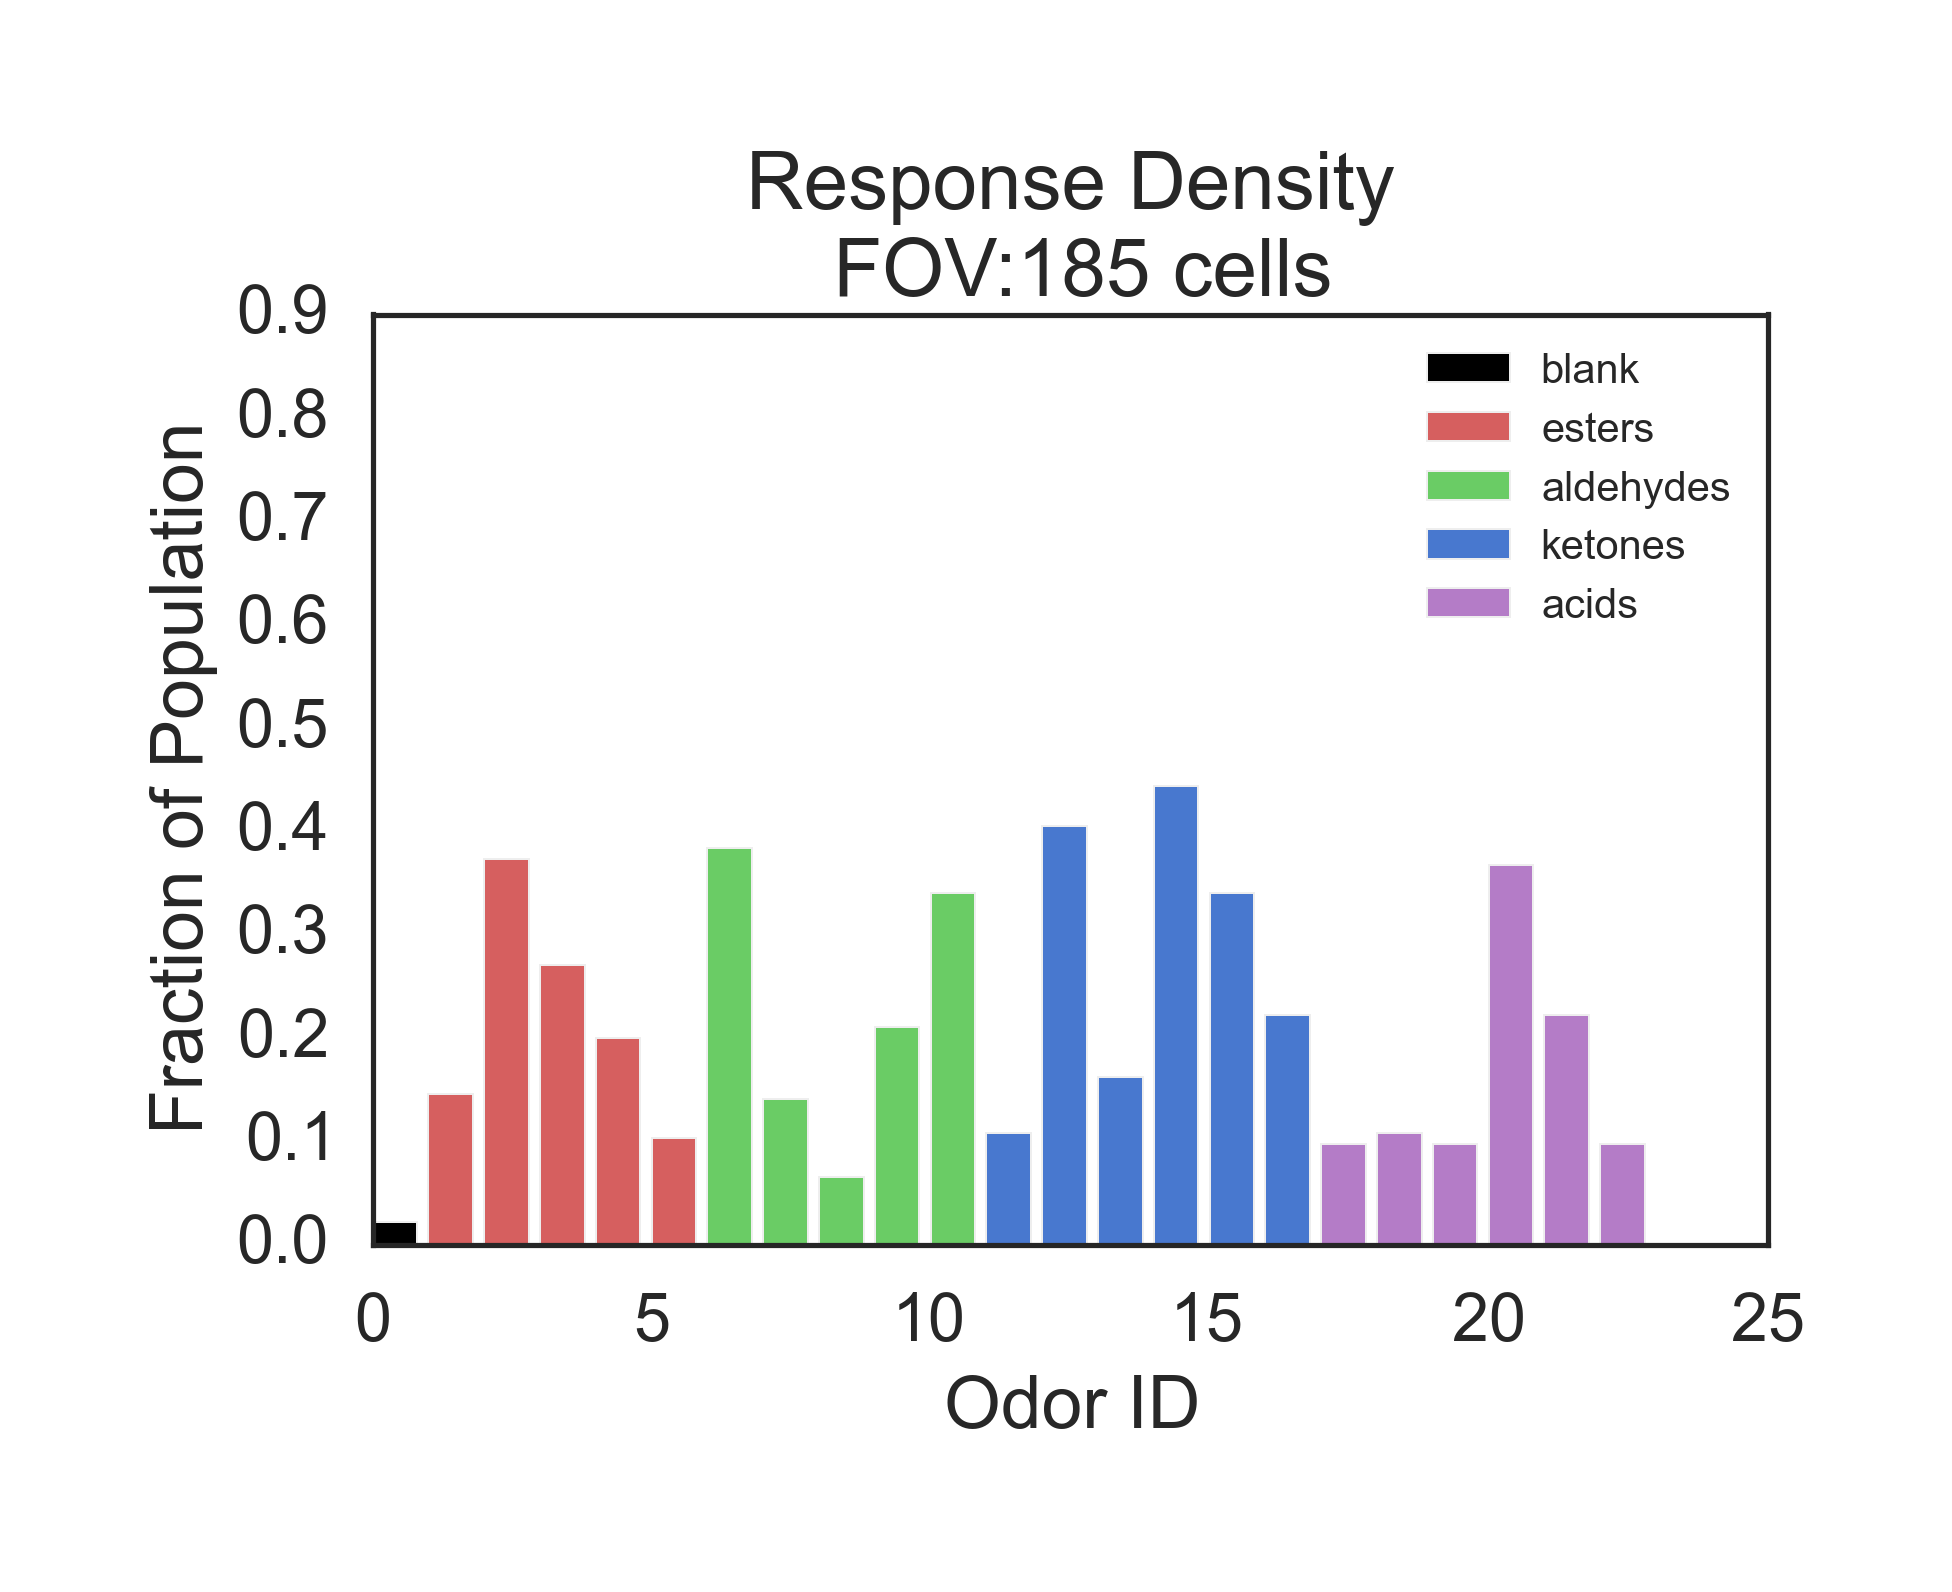 Response Density
FOV:185 cells
0.9
0.8
0.7
0.6
0.5
0.4
0.3
0.2
0.1
0.0
Fraction of Population
blank
esters
aldehydes
ketones
acids
0 5 10 15 20 25
Odor ID